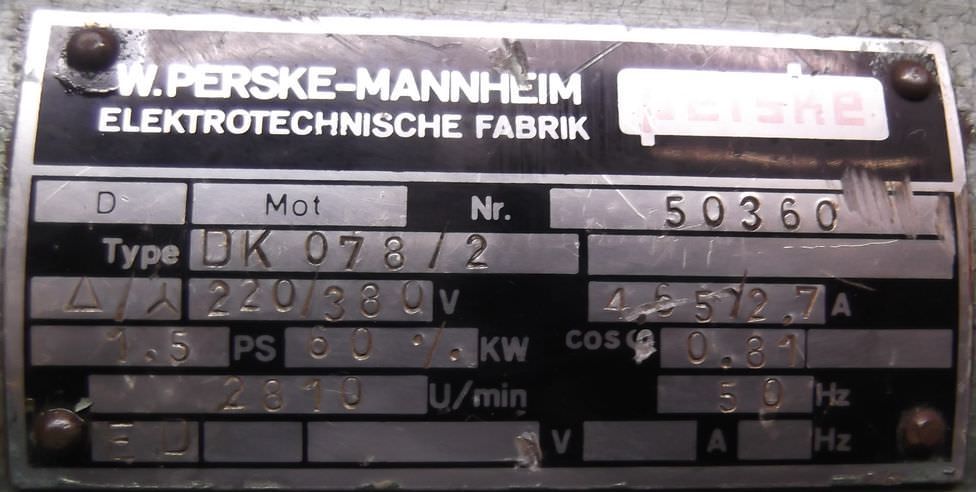 W.PERSKE-MANNHEIM
ELEKTROTECHNISCHE FABRIK
perske
D Mot Nr. 50360
Type DK 078/2
△/⅄ 220/380 V 4,65/2,7 A
1.5 PS 60 % KW cosφ 0.81
2810 U/min 50 Hz
ED V A Hz